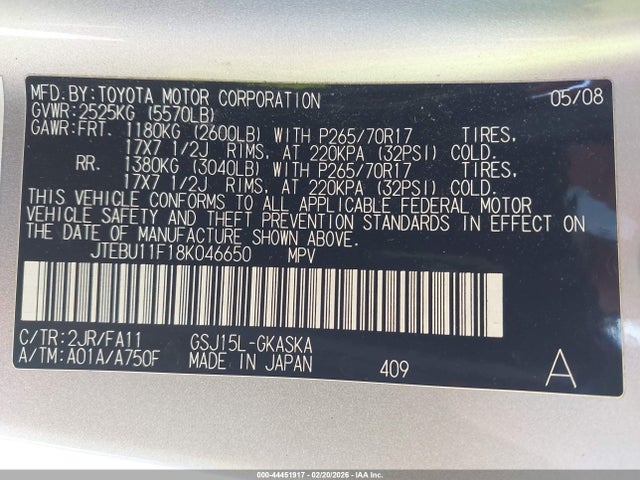 MFD.BY:TOYOTA MOTOR CORPORATION 05/08
GVWR:2525KG (5570LB)
GAWR:FRT. 1180KG (2600LB) WITH P265/70R17 TIRES,
17X7 1/2J RIMS, AT 220KPA (32PSI) COLD.
RR. 1380KG (3040LB) WITH P265/70R17 TIRES,
17X7 1/2J RIMS, AT 220KPA (32PSI) COLD.
THIS VEHICLE CONFORMS TO ALL APPLICABLE FEDERAL MOTOR
VEHICLE SAFETY AND THEFT PREVENTION STANDARDS IN EFFECT ON
THE DATE OF MANUFACTURE SHOWN ABOVE.
JTEBU11F18K046650 MPV
C/TR:2JR/FA11 GSJ15L-GKASKA
A/TM:A01A/A750F MADE IN JAPAN 409 A
000-44451917 - 02/20/2026 - IAAI.COM